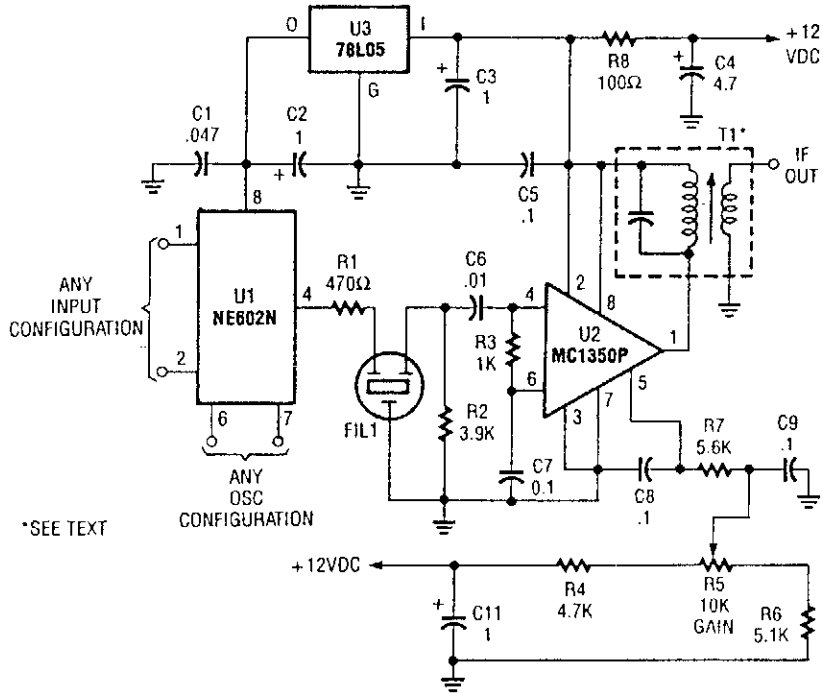 O
U3
78L05
I
G
+
C3
1
R8
100Ω
+
C4
4.7
+12
VDC
C1
.047
C2
1
+
C5
.1
T1*
IF
OUT
8
1
2
ANY
INPUT
CONFIGURATION
U1
NE602N
4
6
7
ANY
OSC
CONFIGURATION
R1
470Ω
FIL1
R2
3.9K
C6
.01
R3
1K
C7
0.1
4
6
2
8
U2
MC1350P
1
5
3
7
C8
.1
R7
5.6K
C9
.1
*SEE TEXT
+12VDC
+
C11
1
R4
4.7K
R5
10K
GAIN
R6
5.1K